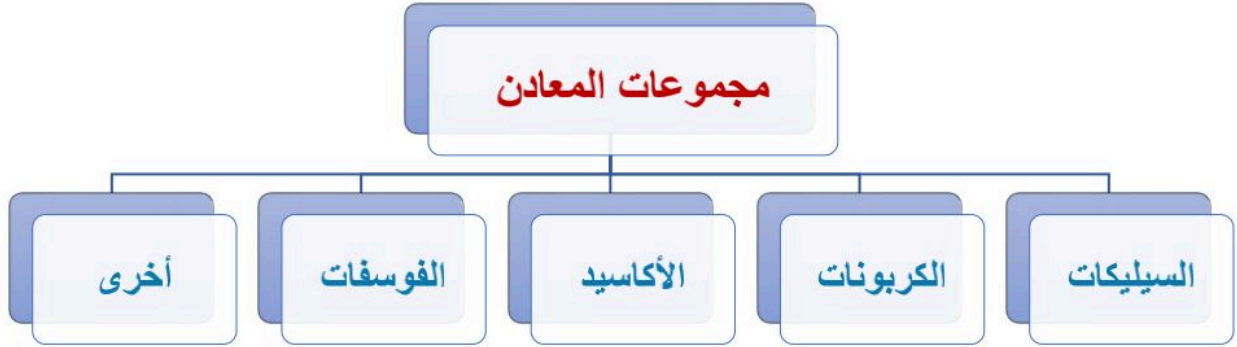 مجموعات المعادن
السيليكات
الكربونات
الأكاسيد
الفوسفات
أخرى